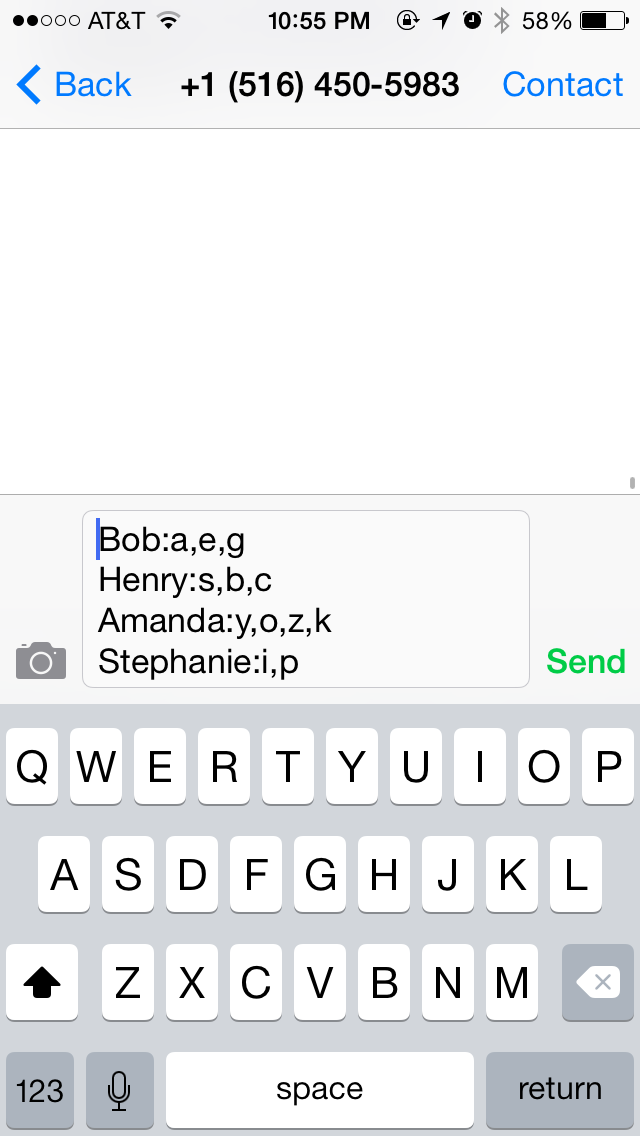 AT&T 10:55 PM 58%
Back +1 (516) 450-5983 Contact
Bob:a,e,g
Henry:s,b,c
Amanda:y,o,z,k
Stephanie:i,p
Send
Q W E R T Y U I O P
A S D F G H J K L
Z X C V B N M
123 space return